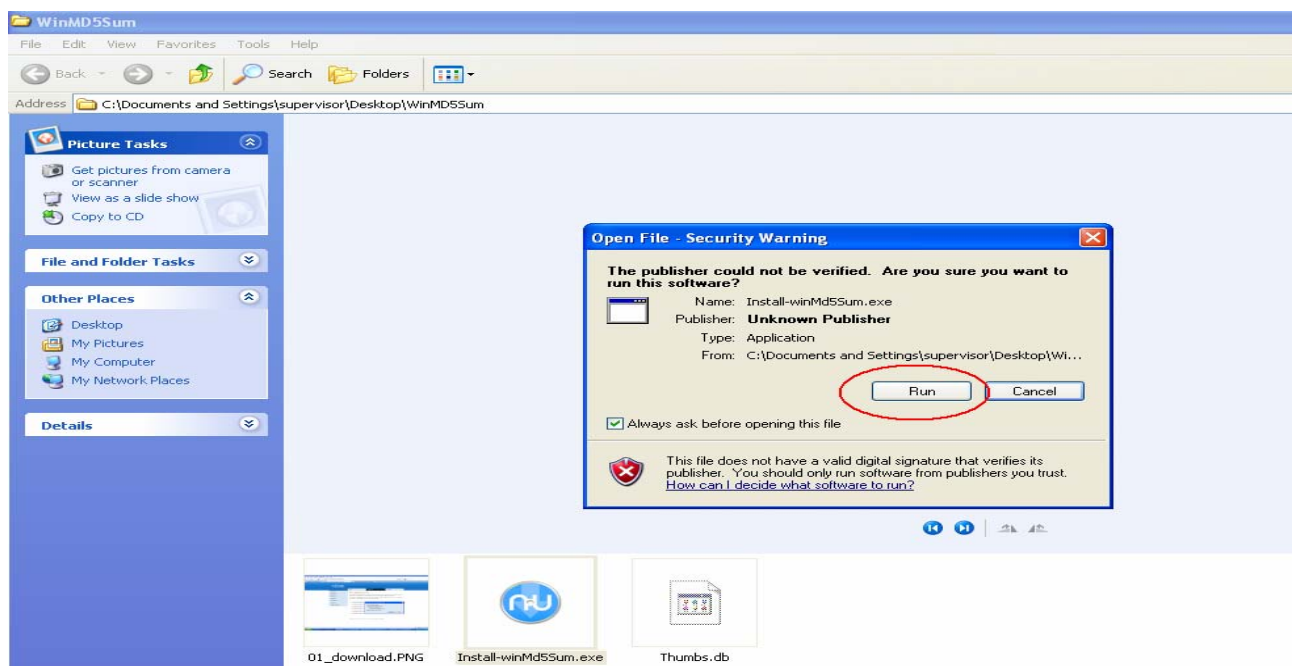 WinMD5Sum
File Edit View Favorites Tools Help
Back Search Folders
Address C:\Documents and Settings\supervisor\Desktop\WinMD5Sum
Picture Tasks
Get pictures from camera
or scanner
View as a slide show
Copy to CD
File and Folder Tasks
Other Places
Desktop
My Pictures
My Computer
My Network Places
Details
Open File - Security Warning
The publisher could not be verified. Are you sure you want to
run this software?
Name: Install-winMd5Sum.exe
Publisher: Unknown Publisher
Type: Application
From: C:\Documents and Settings\supervisor\Desktop\Wi...
Run Cancel
Always ask before opening this file
This file does not have a valid digital signature that verifies its
publisher. You should only run software from publishers you trust.
How can I decide what software to run?
nU
01_download.PNG Install-winMd5Sum.exe Thumbs.db